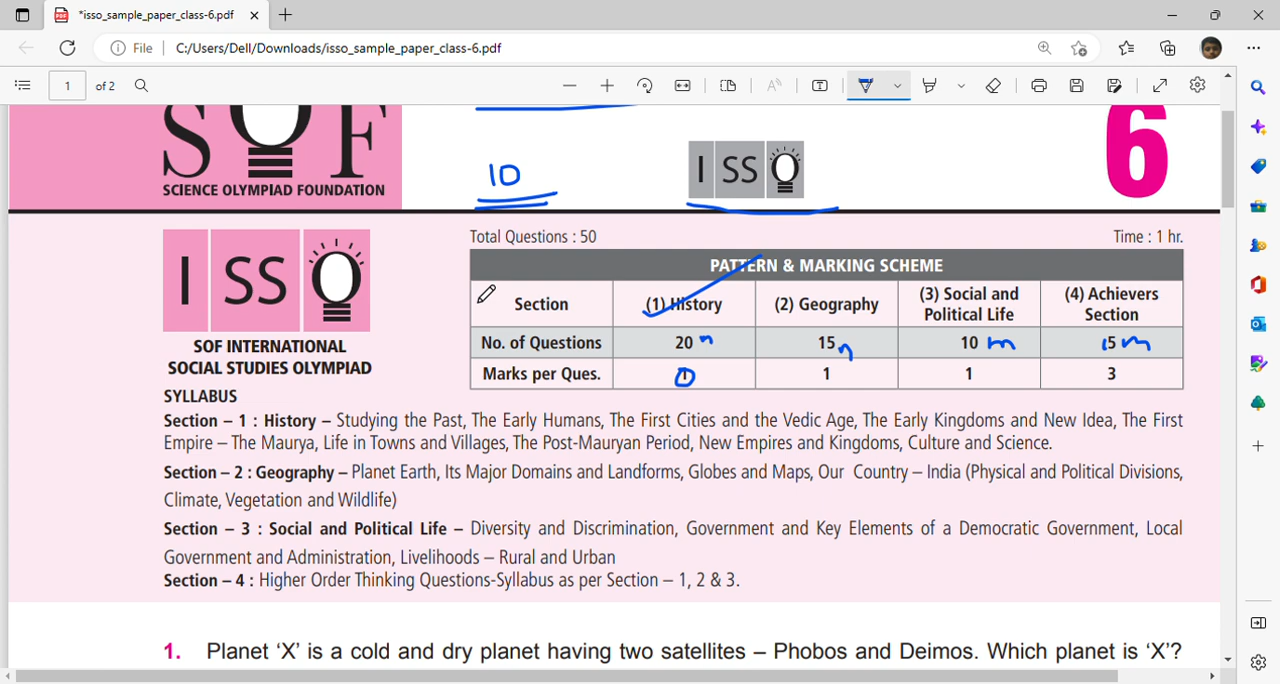 *isso_sample_paper_class-6.pdf
File C:/Users/Dell/Downloads/isso_sample_paper_class-6.pdf
1 of 2
SOF
SCIENCE OLYMPIAD FOUNDATION
10
ISSO
6
ISSO
SOF INTERNATIONAL
SOCIAL STUDIES OLYMPIAD
Total Questions : 50 Time : 1 hr.
PATTERN & MARKING SCHEME
Section (1) History (2) Geography (3) Social and Political Life (4) Achievers Section
No. of Questions 20 15 10 5
Marks per Ques. 1 1 1 3
SYLLABUS
Section – 1 : History – Studying the Past, The Early Humans, The First Cities and the Vedic Age, The Early Kingdoms and New Idea, The First
Empire – The Maurya, Life in Towns and Villages, The Post-Mauryan Period, New Empires and Kingdoms, Culture and Science.
Section – 2 : Geography – Planet Earth, Its Major Domains and Landforms, Globes and Maps, Our Country – India (Physical and Political Divisions,
Climate, Vegetation and Wildlife)
Section – 3 : Social and Political Life – Diversity and Discrimination, Government and Key Elements of a Democratic Government, Local
Government and Administration, Livelihoods – Rural and Urban
Section – 4 : Higher Order Thinking Questions-Syllabus as per Section – 1, 2 & 3.
1. Planet ‘X’ is a cold and dry planet having two satellites – Phobos and Deimos. Which planet is ‘X’?